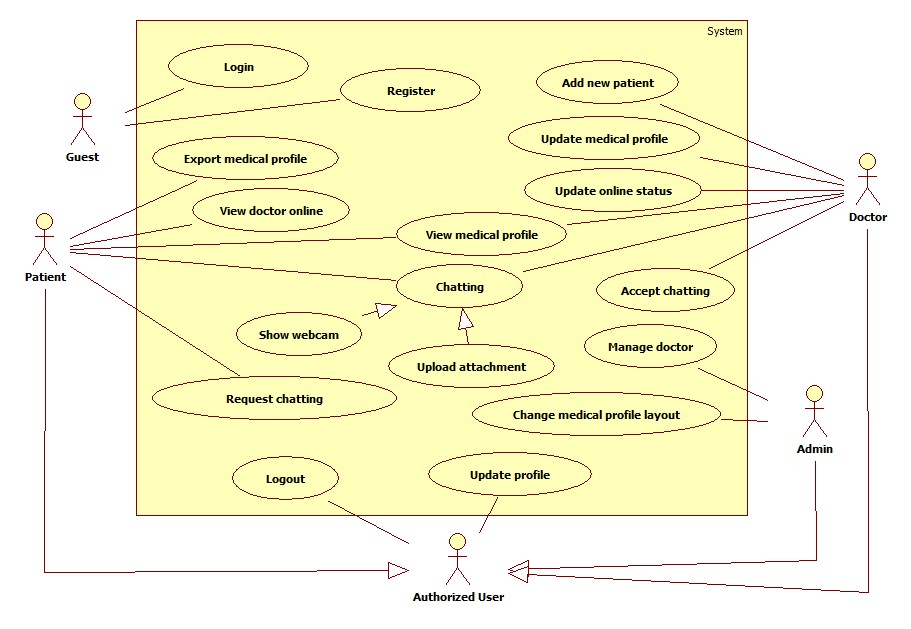 System
Login
Register
Add new patient
Guest
Export medical profile
Update medical profile
Update online status
View doctor online
Doctor
View medical profile
Patient
Chatting
Accept chatting
Show webcam
Manage doctor
Upload attachment
Request chatting
Change medical profile layout
Admin
Logout
Update profile
Authorized User